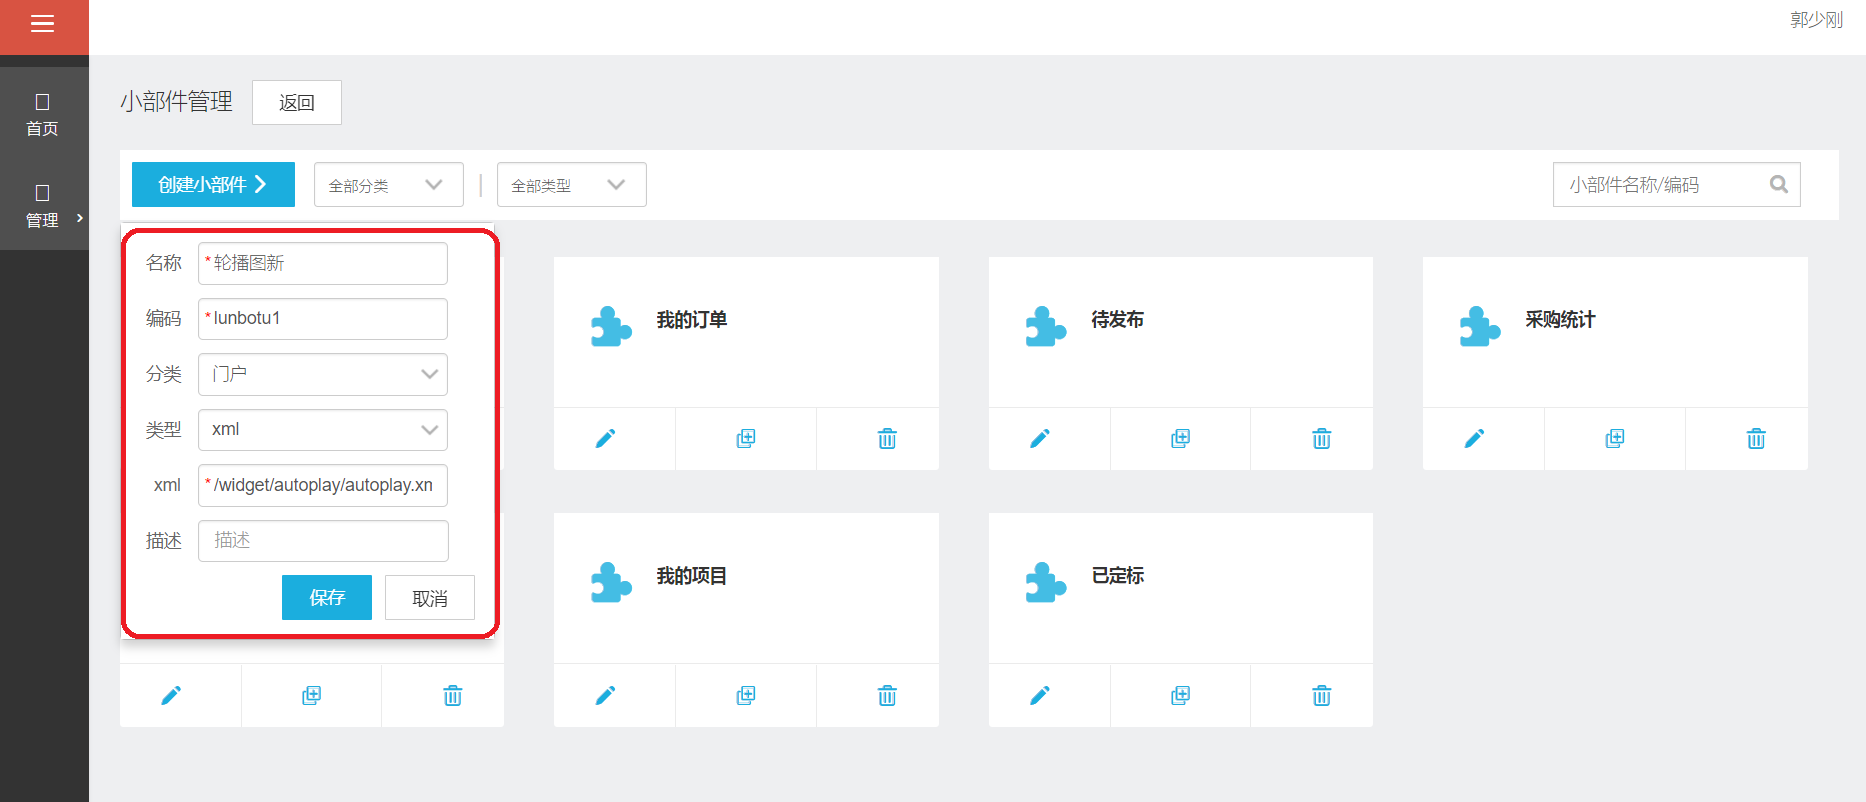 郭少刚
首页
管理
小部件管理 返回
创建小部件 全部分类 | 全部类型 小部件名称/编码
名称 *轮播图新
编码 *lunbotu1
分类 门户
类型 xml
xml */widget/autoplay/autoplay.xn
描述 描述
保存 取消
我的订单 待发布 采购统计
我的项目 已定标